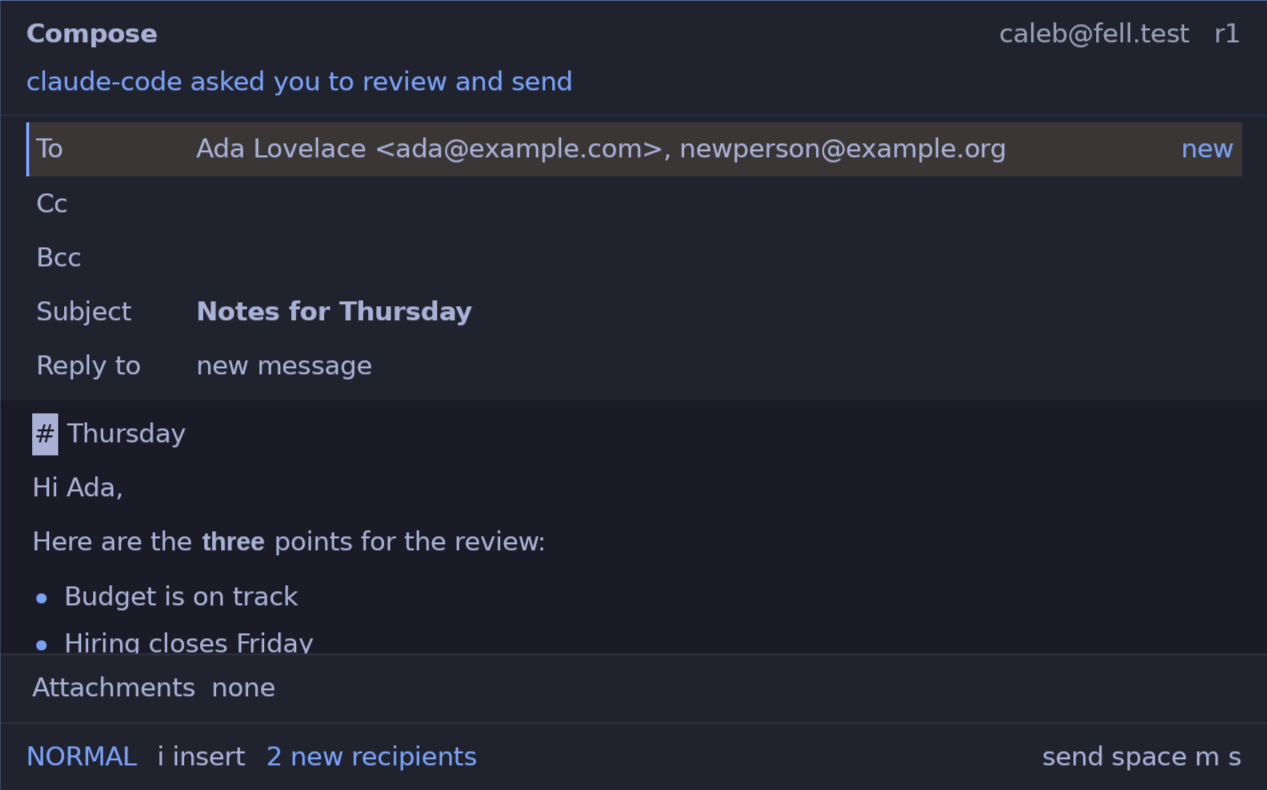 Compose caleb@fell.test r1
claude-code asked you to review and send
To Ada Lovelace <ada@example.com>, newperson@example.org new
Cc
Bcc
Subject Notes for Thursday
Reply to new message
# Thursday
Hi Ada,
Here are the three points for the review:
• Budget is on track
• Hiring closes Friday
Attachments none
NORMAL i insert 2 new recipients send space m s